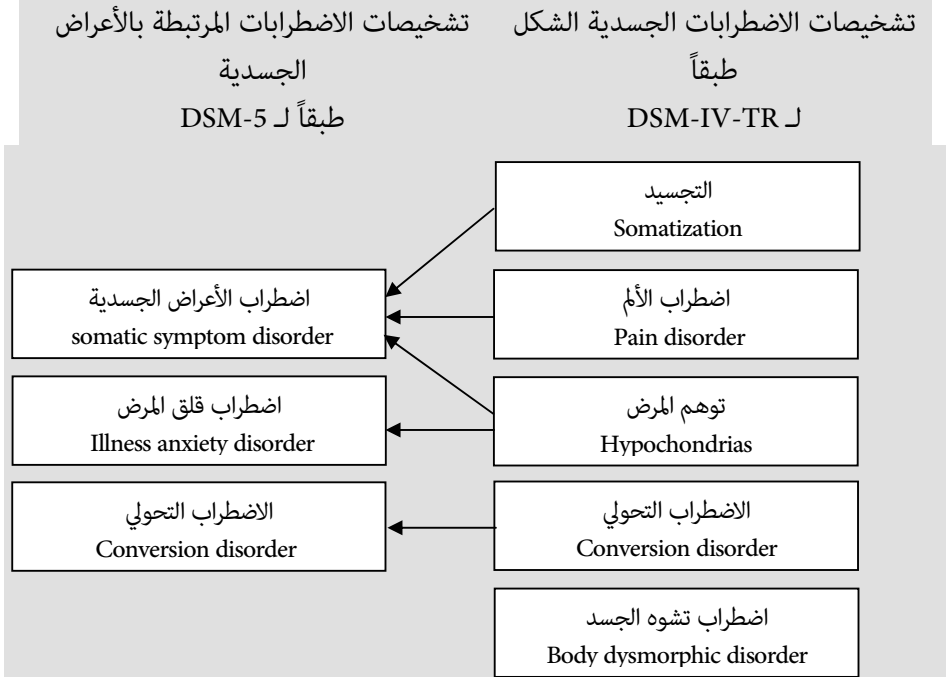 تشخيصات الاضطرابات الجسدية الشكل
طبقاً
لـ DSM-IV-TR
تشخيصات الاضطرابات المرتبطة بالأعراض
الجسدية
طبقاً لـ DSM-5
التجسيد
Somatization
اضطراب الألم
Pain disorder
توهم المرض
Hypochondrias
الاضطراب التحولي
Conversion disorder
اضطراب تشوه الجسد
Body dysmorphic disorder
اضطراب الأعراض الجسدية
somatic symptom disorder
اضطراب قلق المرض
Illness anxiety disorder
الاضطراب التحولي
Conversion disorder